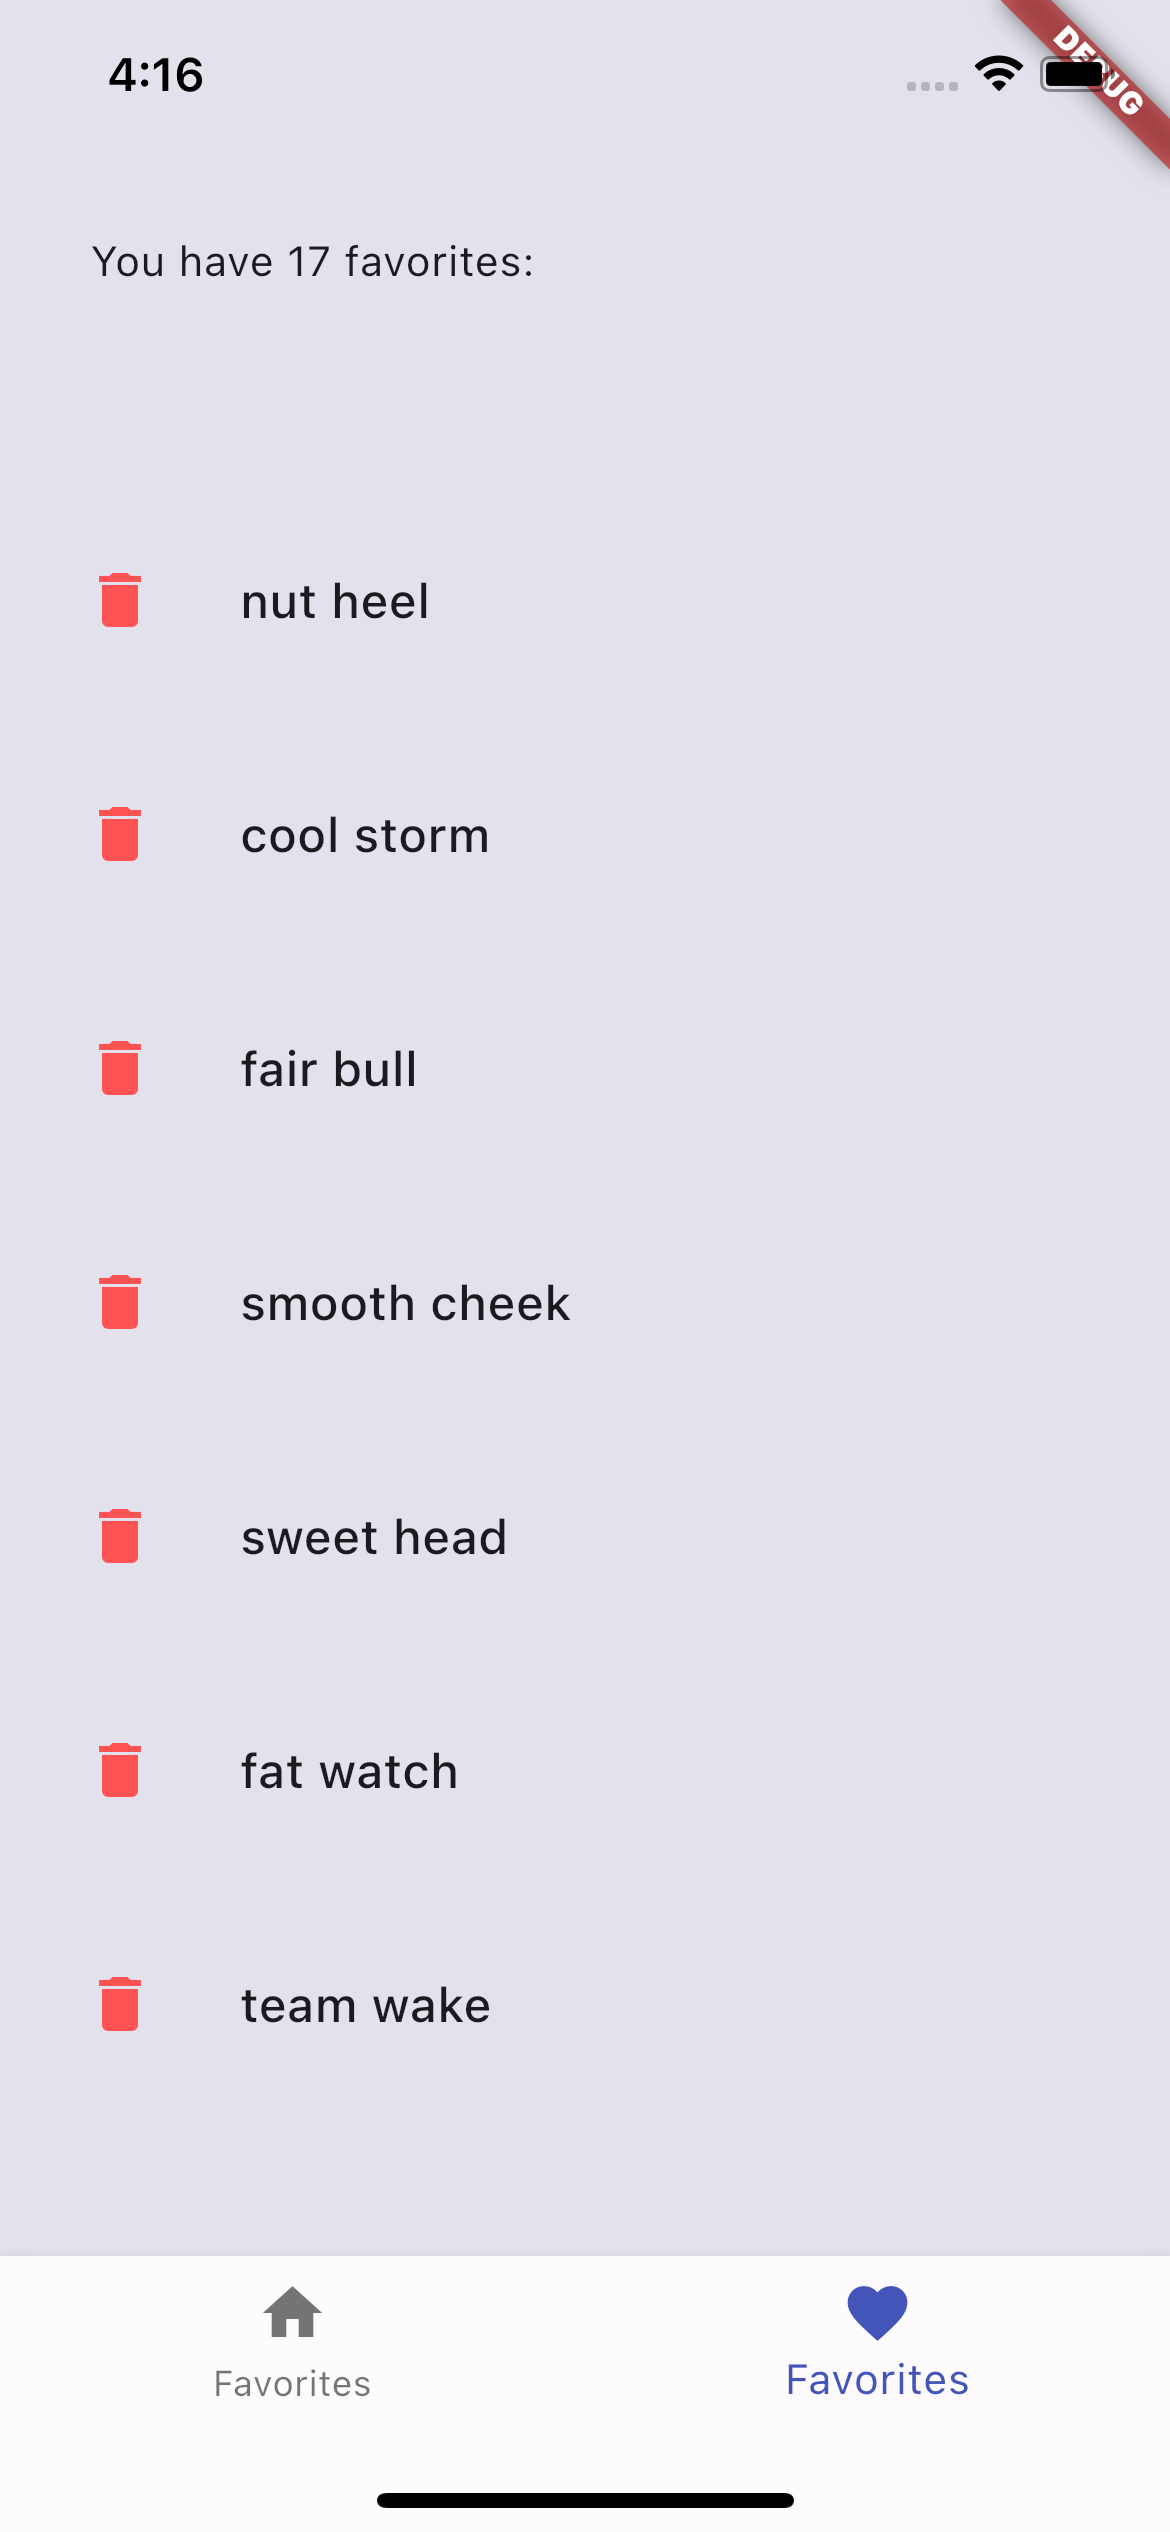 4:16
DEBUG
You have 17 favorites:
nut heel
cool storm
fair bull
smooth cheek
sweet head
fat watch
team wake
Favorites
Favorites